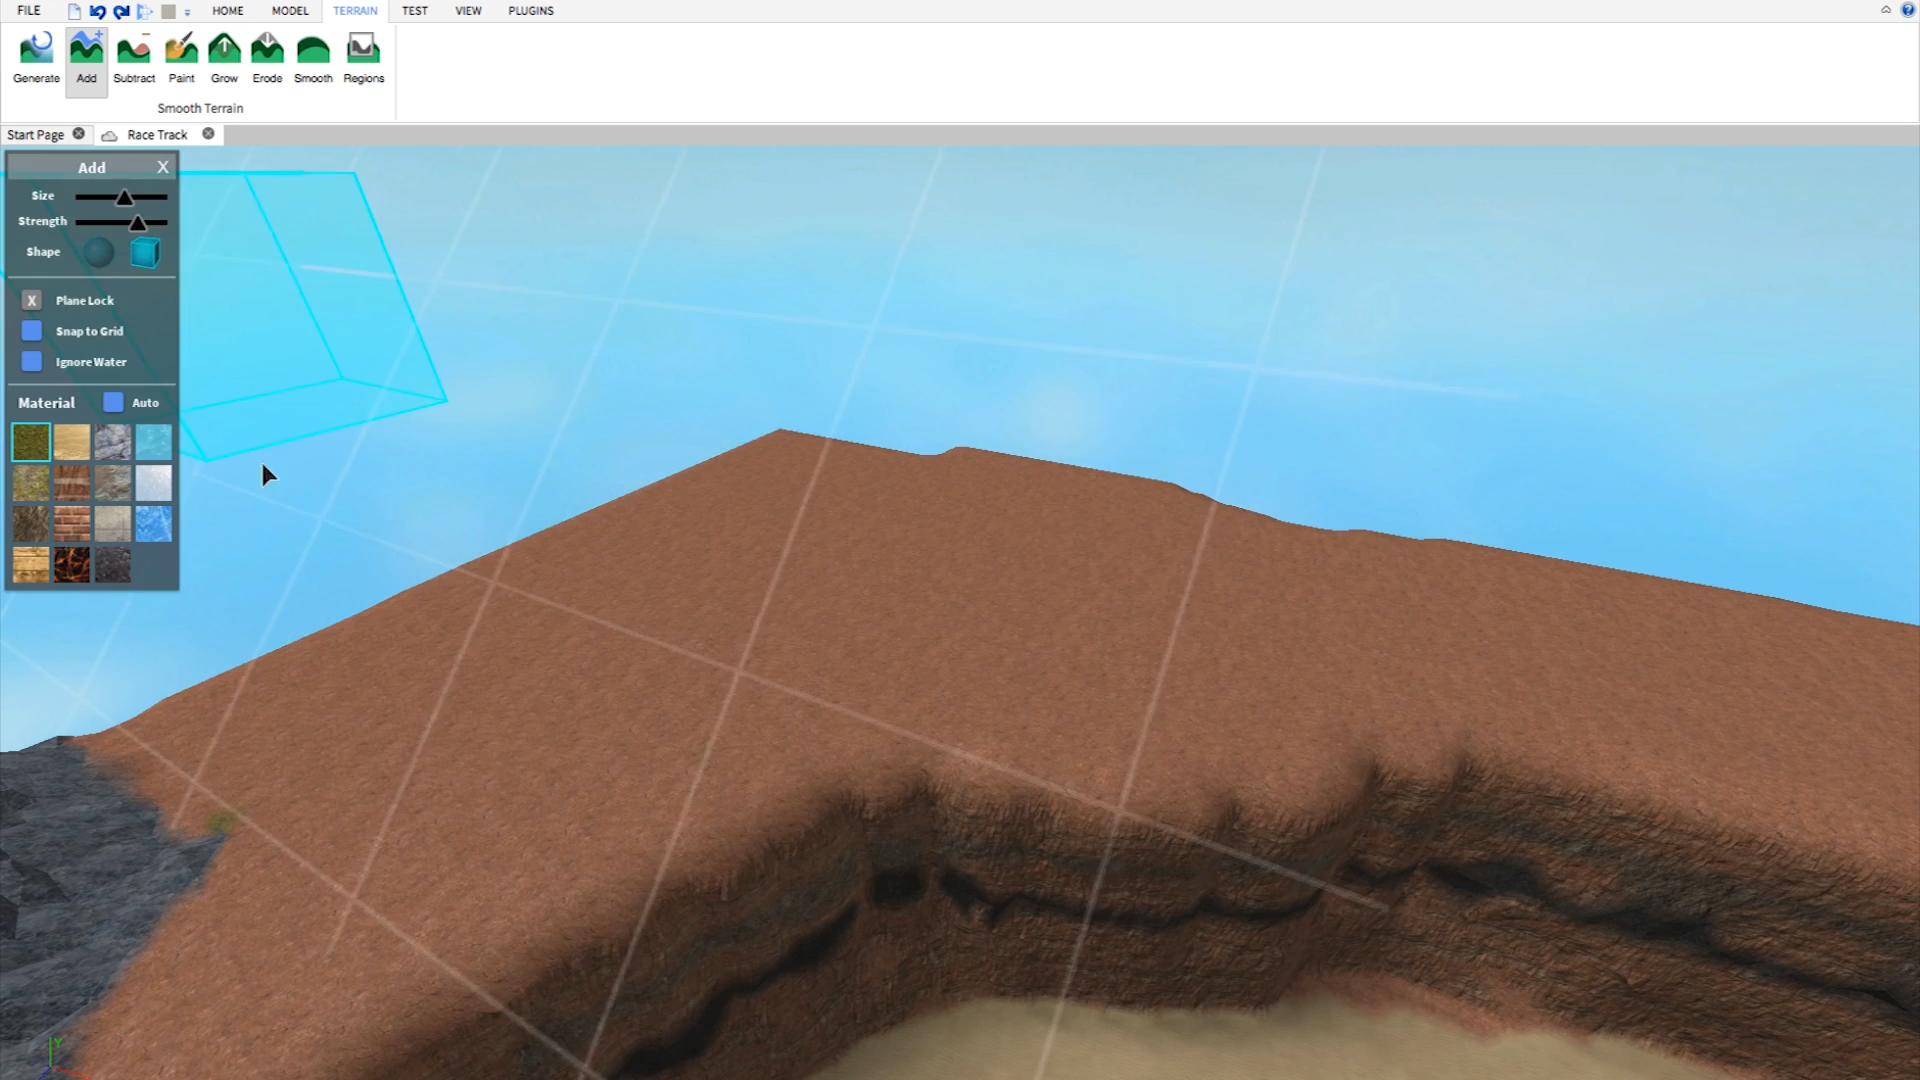 FILE HOME MODEL TERRAIN TEST VIEW PLUGINS
Generate Add Subtract Paint Grow Erode Smooth Regions
Smooth Terrain
Start Page Race Track
Add X
Size
Strength
Shape
X Plane Lock
Snap to Grid
Ignore Water
Material Auto
Y